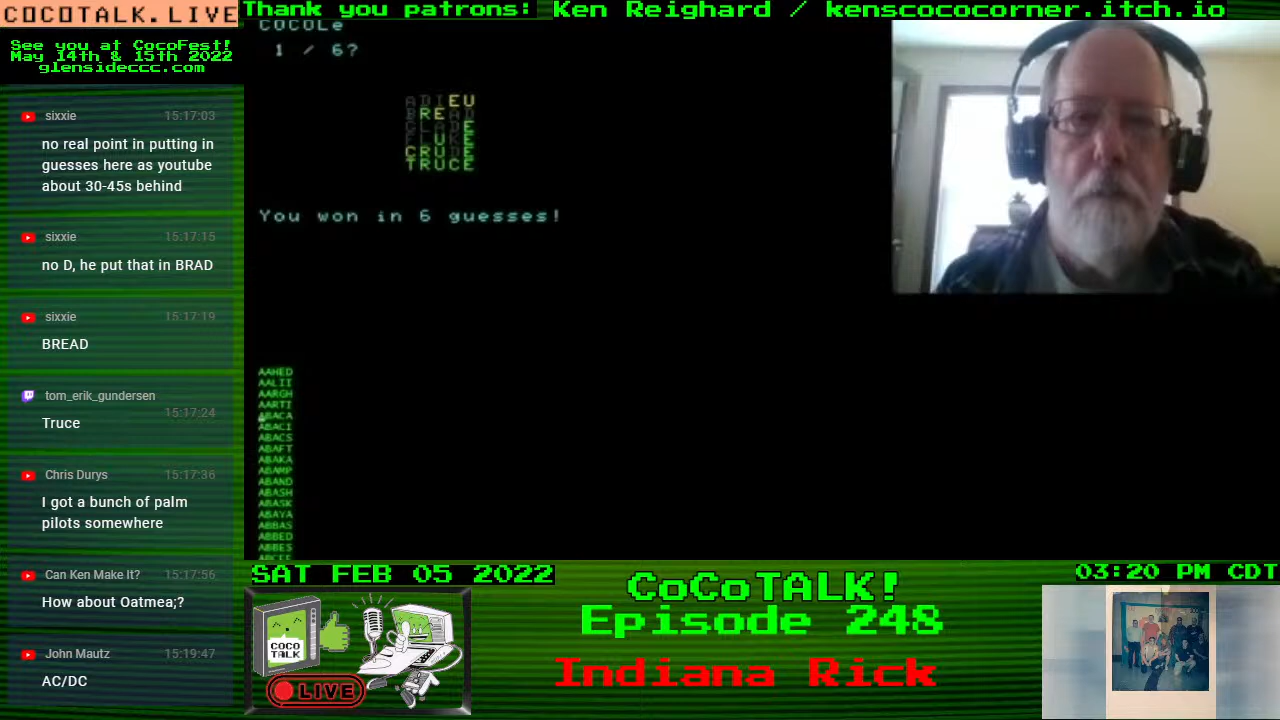 COCOTALK.LIVE
Thank you patrons: Ken Reighard / kenscococorner.itch.io
See you at CocoFest!
May 14th & 15th 2022
glensideccc.com
sixxie 15:17:03
no real point in putting in
guesses here as youtube
about 30-45s behind
sixxie 15:17:15
no D, he put that in BRAD
sixxie 15:17:19
BREAD
tom_erik_gundersen
15:17:24
Truce
Chris Durys 15:17:36
I got a bunch of palm
pilots somewhere
Can Ken Make It? 15:17:56
How about Oatmea;?
John Mautz 15:19:47
AC/DC
COCOLe
1 / 6?
ADIEU
BREAD
CRUDE
TRUCE
You won in 6 guesses!
AAHED
AALII
AARGH
AARTI
ABACA
ABACI
ABACS
ABAFT
ABAKA
ABAMP
ABAND
ABASH
ABASK
ABAYA
ABBAS
ABBED
ABBES
SAT FEB 05 2022
COCO
TALK
LIVE
CoCoTALK!
Episode 248
Indiana Rick
03:20 PM CDT